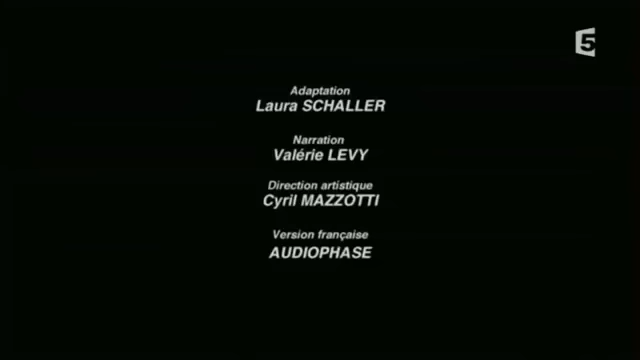 5
Adaptation
Laura SCHALLER
Narration
Valérie LEVY
Direction artistique
Cyril MAZZOTTI
Version française
AUDIOPHASE